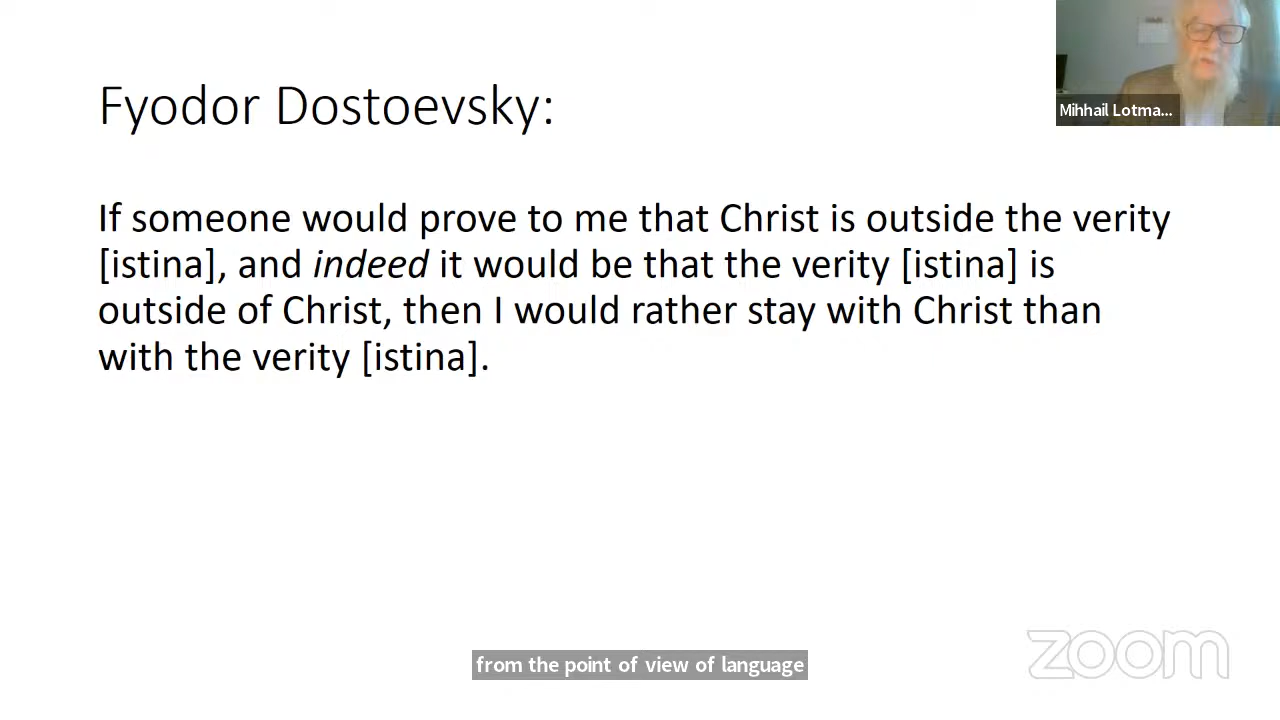 Fyodor Dostoevsky:
Mihhail Lotma...
If someone would prove to me that Christ is outside the verity
[istina], and indeed it would be that the verity [istina] is
outside of Christ, then I would rather stay with Christ than
with the verity [istina].
zoom
from the point of view of language